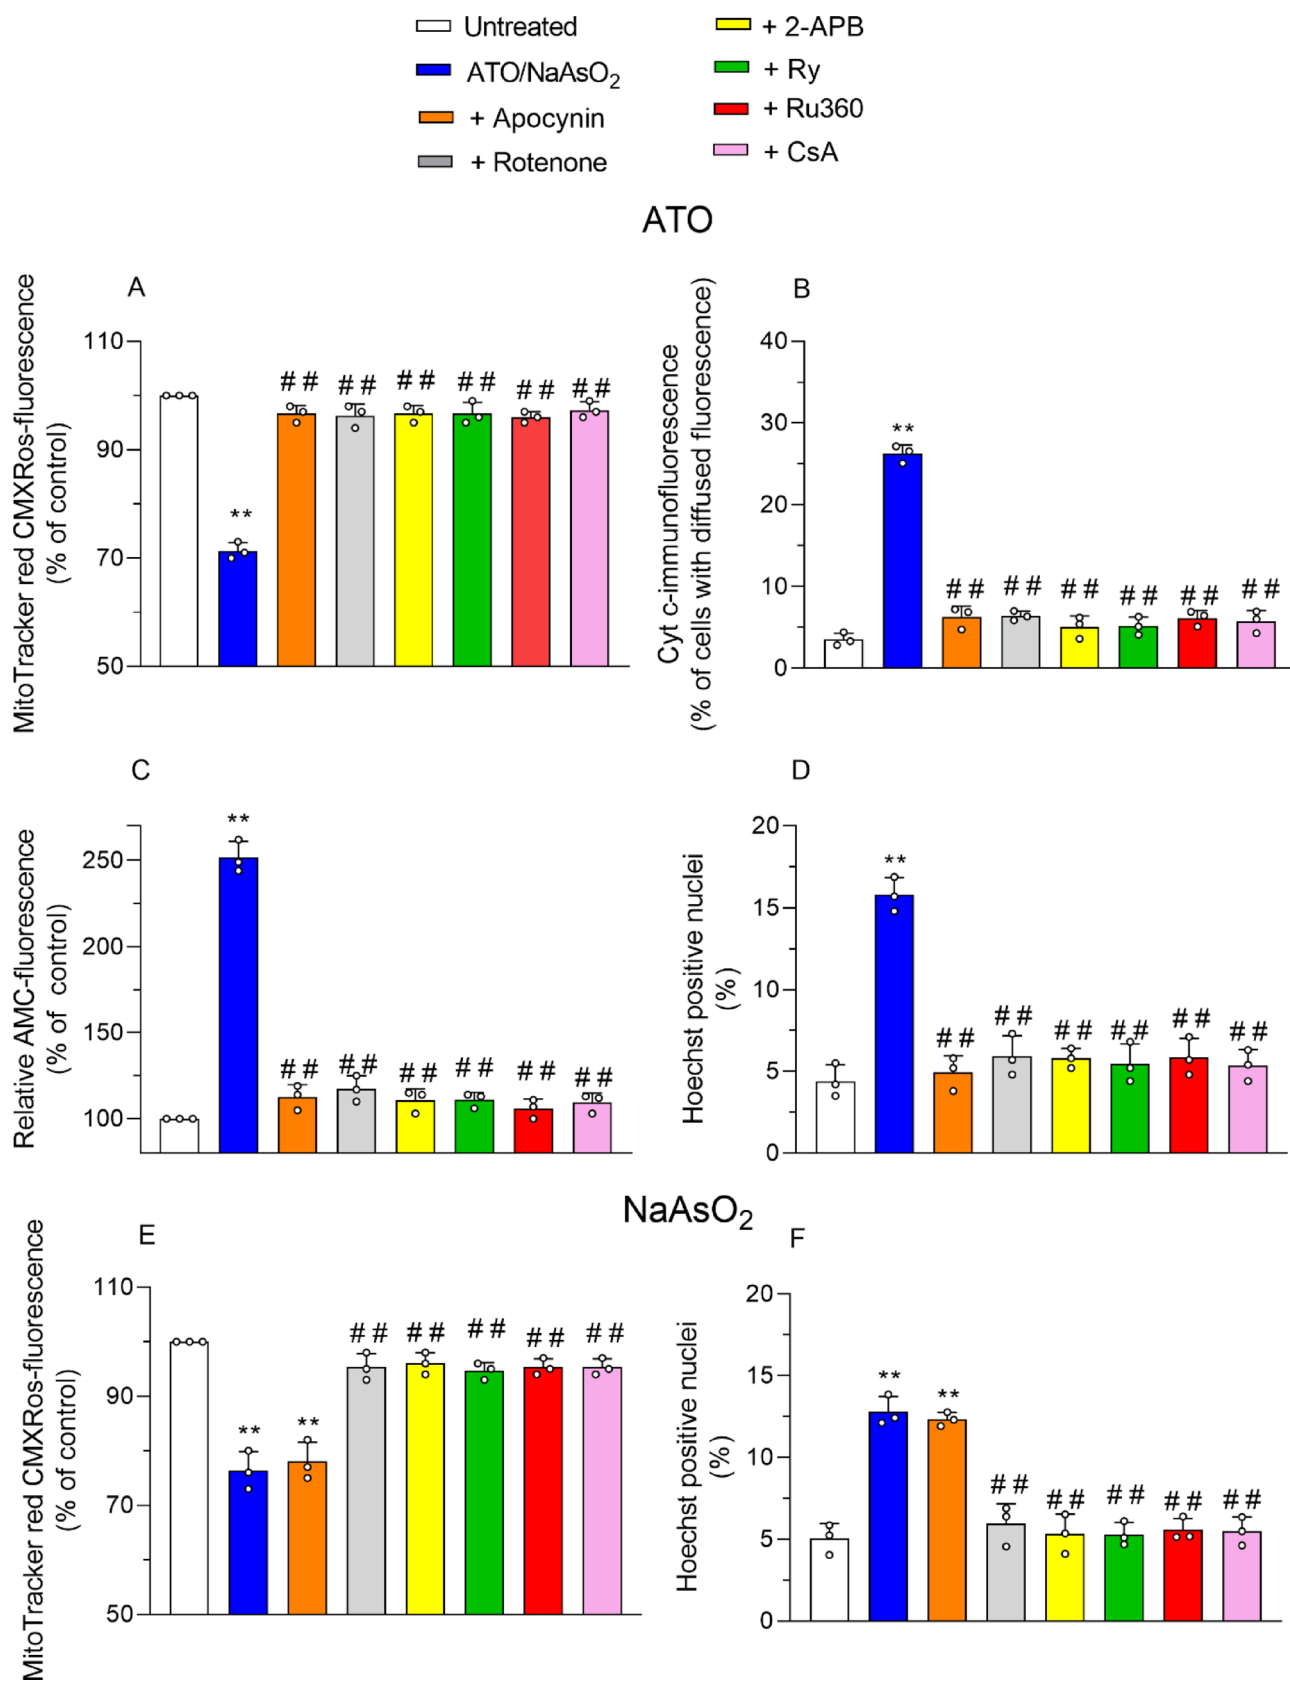 Untreated
ATO/NaAsO₂
+ Apocynin
+ Rotenone
+ 2-APB
+ Ry
+ Ru360
+ CsA
ATO
A
MitoTracker red CMXRos-fluorescence
(% of control)
110
90
70
50
**
##
##
##
##
##
##
B
Cyt c-immunofluorescence
(% of cells with diffused fluorescence)
40
30
20
10
0
**
##
##
##
##
##
##
C
Relative AMC-fluorescence
(% of control)
250
200
150
100
**
##
##
##
##
##
##
D
Hoechst positive nuclei
(%)
20
15
10
5
0
**
##
##
##
##
##
##
NaAsO₂
E
MitoTracker red CMXRos-fluorescence
(% of control)
110
90
70
50
**
**
##
##
##
##
##
F
Hoechst positive nuclei
(%)
20
15
10
5
0
**
**
##
##
##
##
##